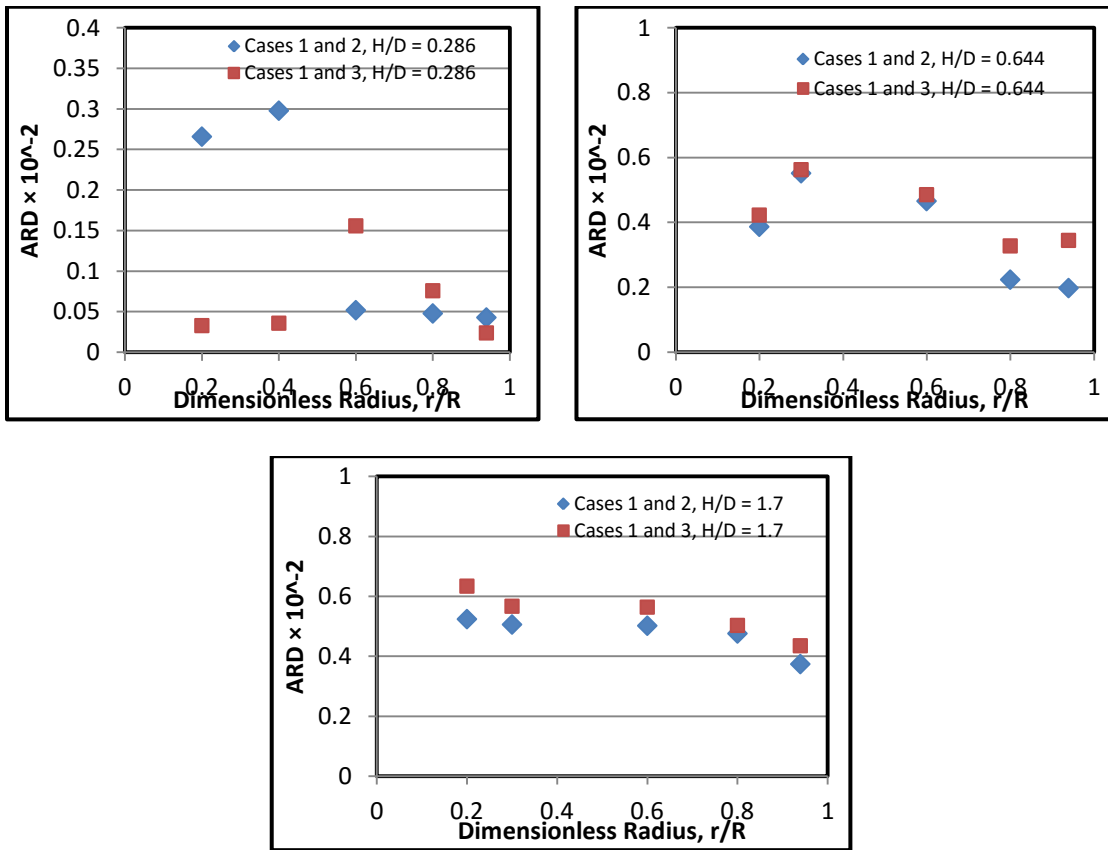 0.4
0.35
0.3
0.25
0.2
0.15
0.1
0.05
0
ARD × 10^-2
Cases 1 and 2, H/D = 0.286
Cases 1 and 3, H/D = 0.286
0 0.2 0.4 0.6 0.8 1
Dimensionless Radius, r/R
1
0.8
0.6
0.4
0.2
0
ARD × 10^-2
Cases 1 and 2, H/D = 0.644
Cases 1 and 3, H/D = 0.644
0 0.2 0.4 0.6 0.8 1
Dimensionless Radius, r/R
1
0.8
0.6
0.4
0.2
0
ARD × 10^-2
Cases 1 and 2, H/D = 1.7
Cases 1 and 3, H/D = 1.7
0 0.2 0.4 0.6 0.8 1
Dimensionless Radius, r/R